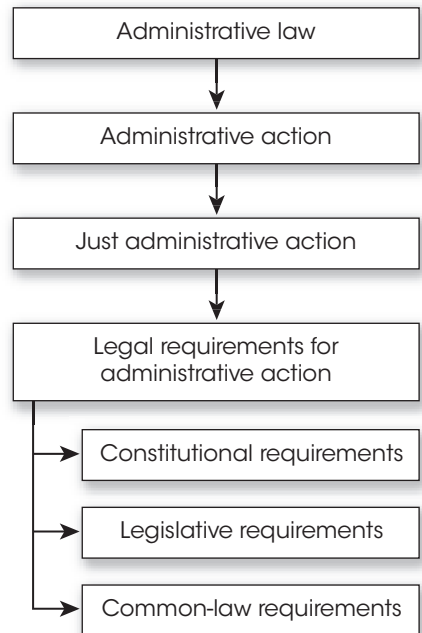 Administrative law
Administrative action
Just administrative action
Legal requirements for
administrative action
Constitutional requirements
Legislative requirements
Common-law requirements